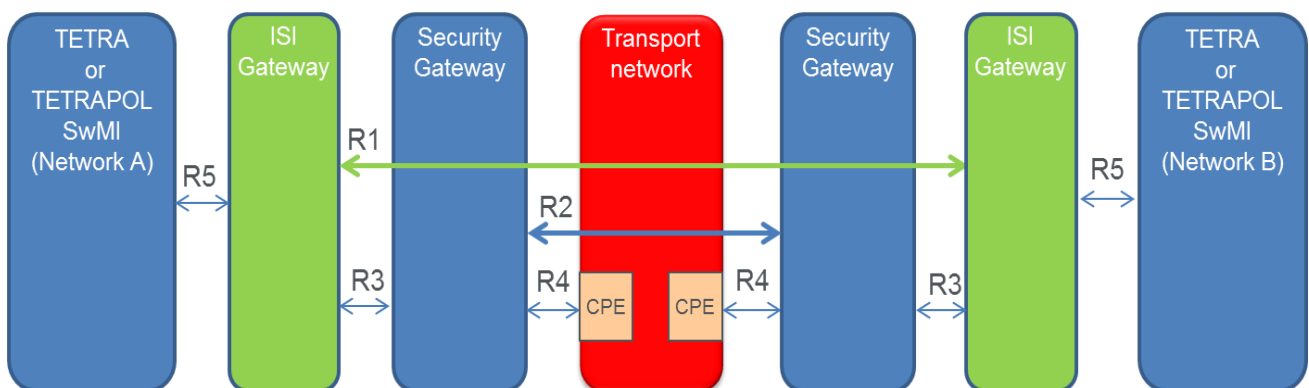 TETRA
or
TETRAPOL
SwMI
(Network A)
ISI
Gateway
Security
Gateway
Transport
network
Security
Gateway
ISI
Gateway
TETRA
or
TETRAPOL
SwMI
(Network B)
R1
R5
R5
R2
R3
R4
R4
R3
CPE
CPE